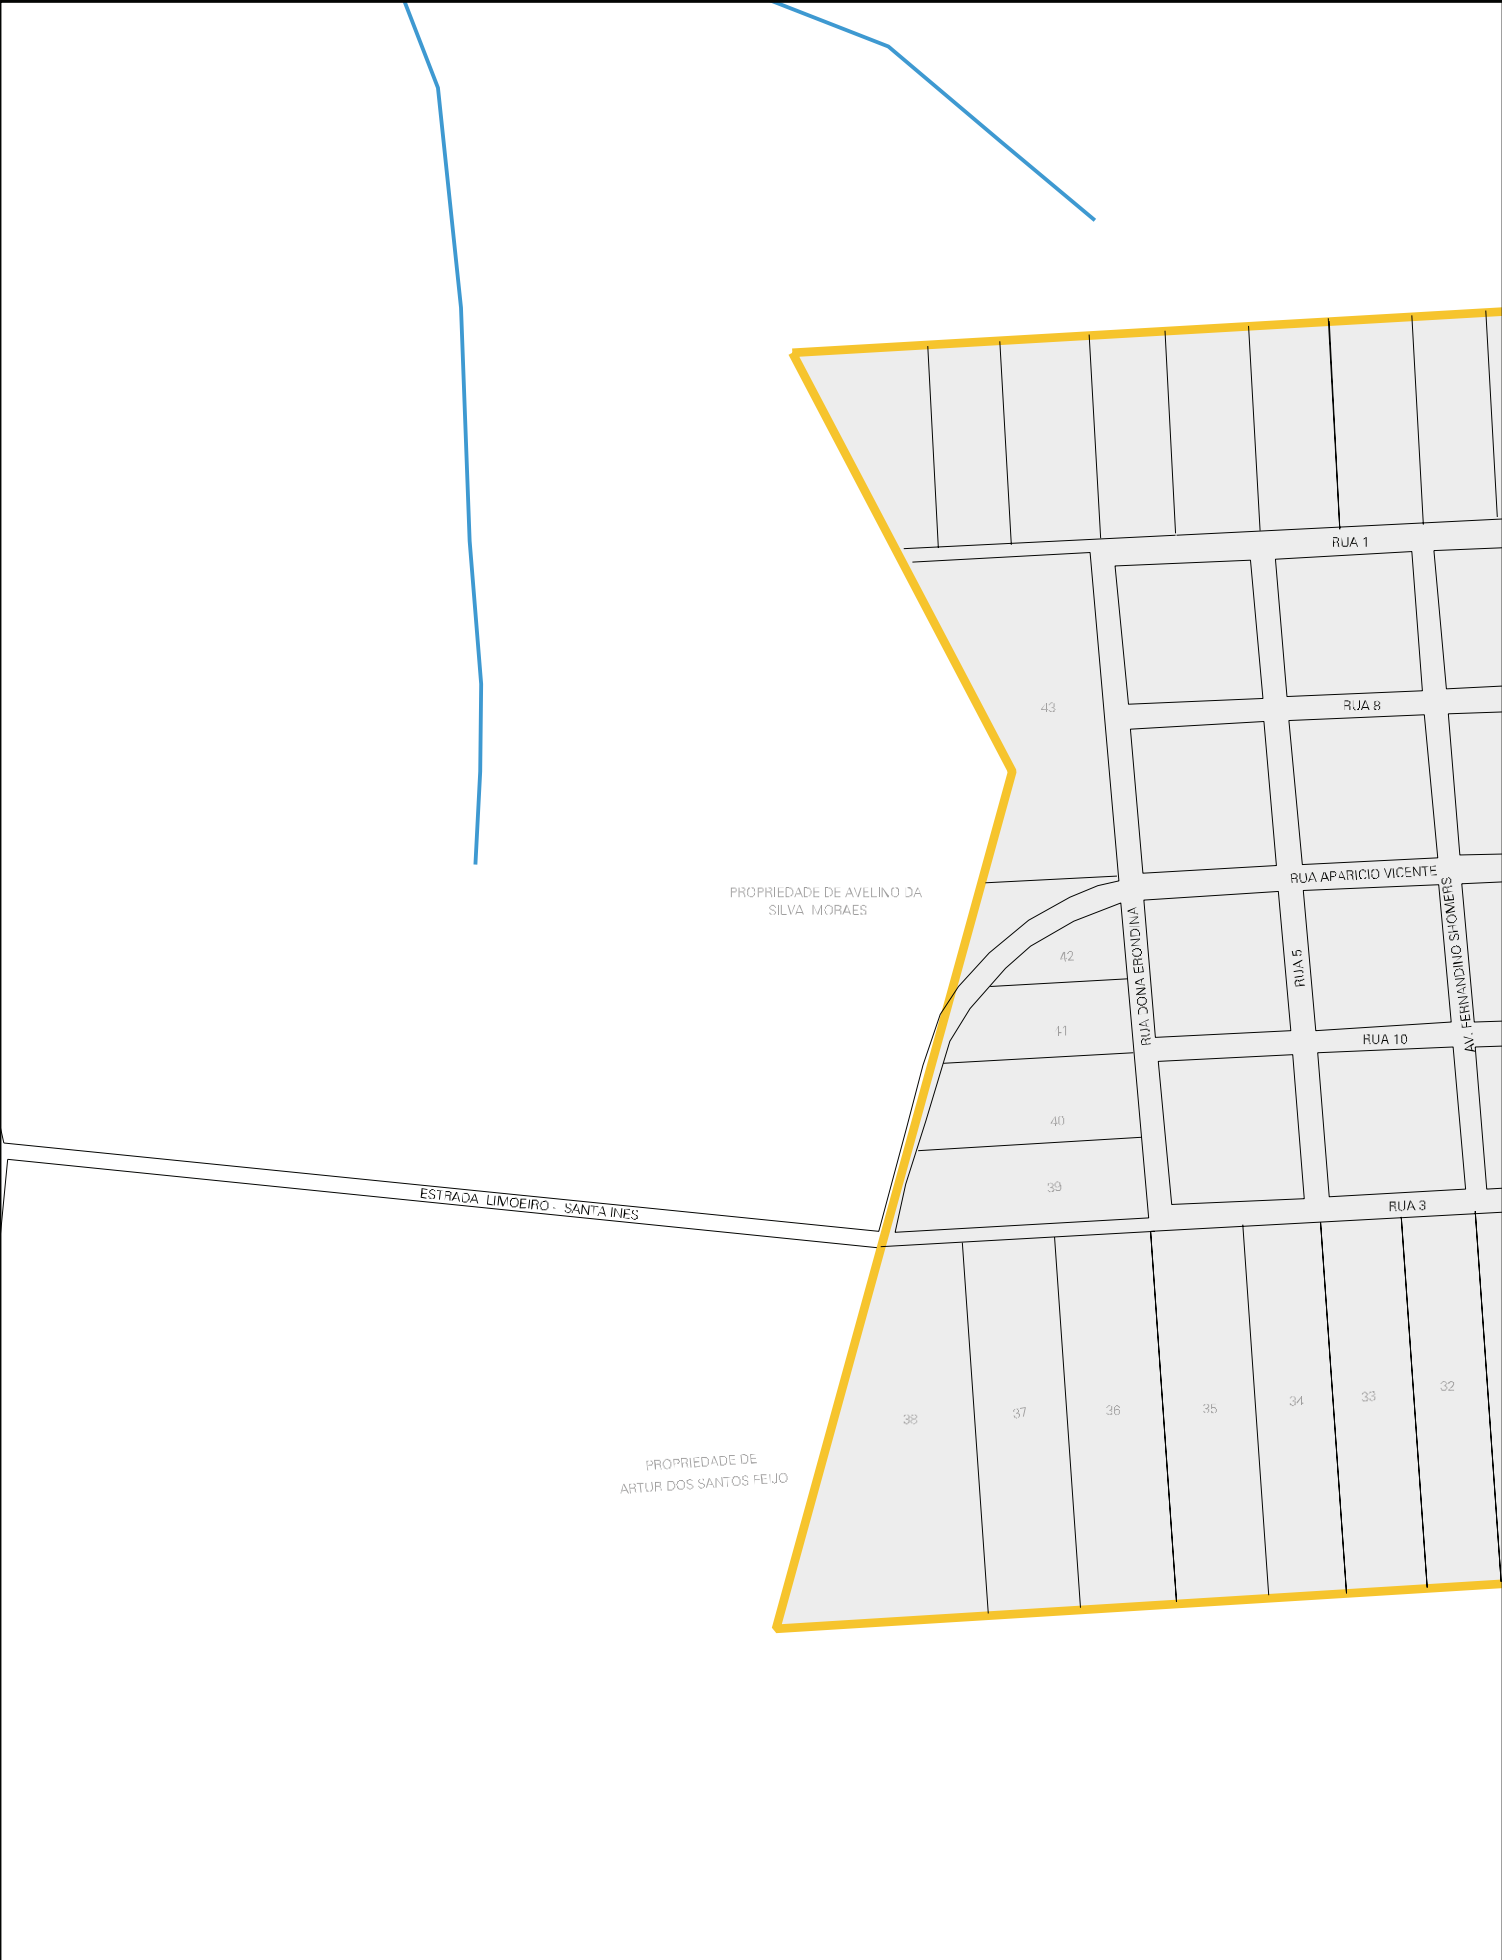 RUA 1
43
RUA 8
PROPRIEDADE DE AVELINO DA
SILVA MORAES
RUA APARICIO VICENTE
42
RUA DONA ERONDINA
RUA 5
AV. FERNANDINO SHOMERS
41
RUA 10
40
39
ESTRADA LIMOEIRO - SANTA INES
RUA 3
38
37
36
35
34
33
32
PROPRIEDADE DE
ARTUR DOS SANTOS FEIJO